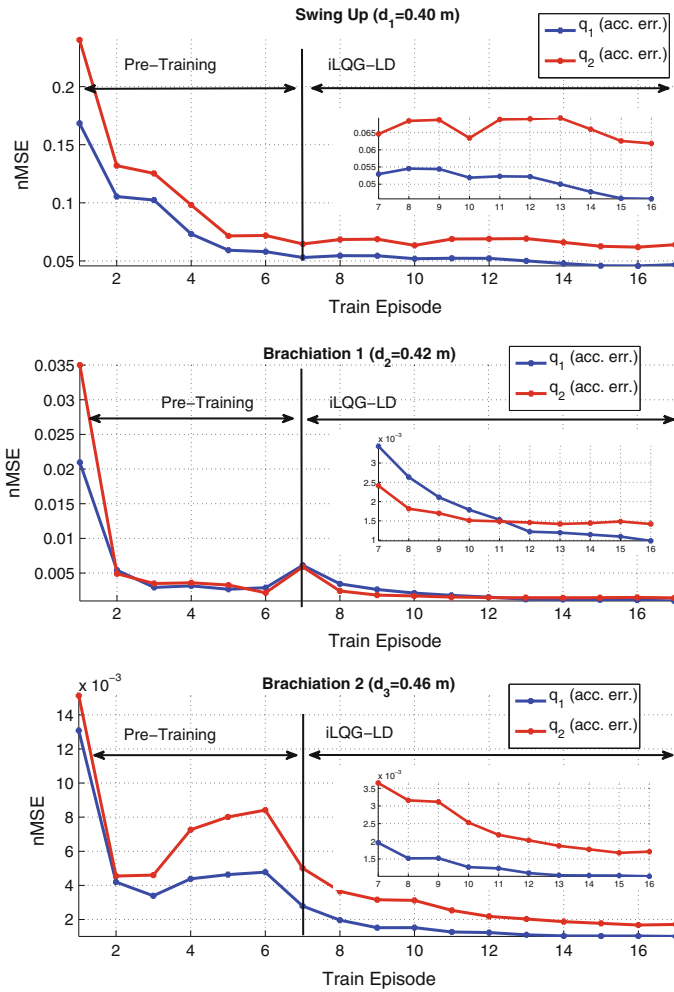 Swing Up (d1=0.40 m)
q1 (acc. err.)
q2 (acc. err.)
Pre−Training
iLQG−LD
nMSE
0.2
0.15
0.1
0.05
0.065
0.06
0.055
0.05
7 8 9 10 11 12 13 14 15 16
2 4 6 8 10 12 14 16
Train Episode
Brachiation 1 (d2=0.42 m)
q1 (acc. err.)
q2 (acc. err.)
Pre−Training
iLQG−LD
nMSE
0.035
0.03
0.025
0.02
0.015
0.01
0.005
x 10−3
3
2.5
2
1.5
1
7 8 9 10 11 12 13 14 15 16
2 4 6 8 10 12 14 16
Train Episode
Brachiation 2 (d3=0.46 m)
x 10−3
q1 (acc. err.)
q2 (acc. err.)
Pre−Training
iLQG−LD
nMSE
14
12
10
8
6
4
2
x 10−3
3.5
3
2.5
2
1.5
7 8 9 10 11 12 13 14 15 16
2 4 6 8 10 12 14 16
Train Episode